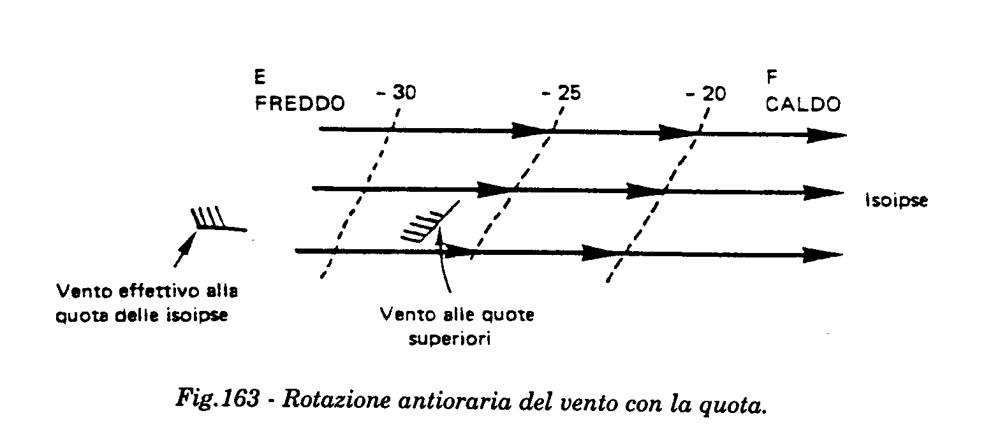 E
FREDDO
- 30
- 25
- 20
F
CALDO
Isoipse
Vento effettivo alla
quota delle isoipse
Vento alle quote
superiori
Fig.163 - Rotazione antioraria del vento con la quota.